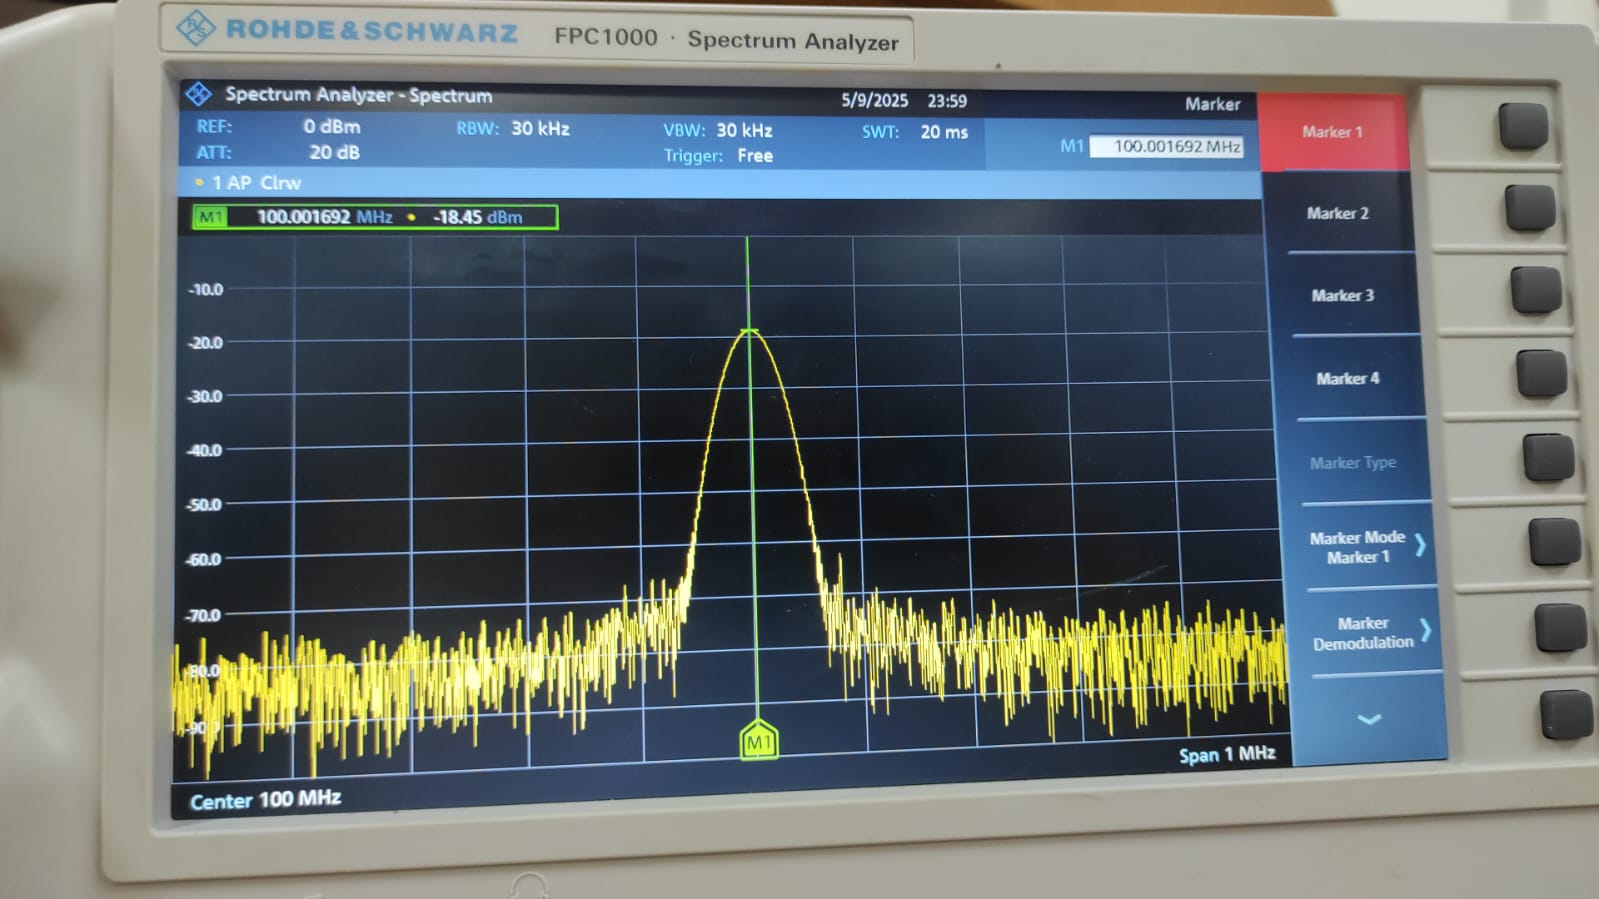 ROHDE&SCHWARZ FPC1000 · Spectrum Analyzer
Spectrum Analyzer - Spectrum 5/9/2025 23:59 Marker
REF: 0 dBm RBW: 30 kHz VBW: 30 kHz SWT: 20 ms
ATT: 20 dB Trigger: Free
M1 100.001692 MHz
1 AP Clrw
M1 100.001692 MHz • -18.45 dBm
-10.0
-20.0
-30.0
-40.0
-50.0
-60.0
-70.0
-80.0
-90.0
M1
Center 100 MHz Span 1 MHz
Marker 1
Marker 2
Marker 3
Marker 4
Marker Type
Marker Mode
Marker 1
Marker
Demodulation